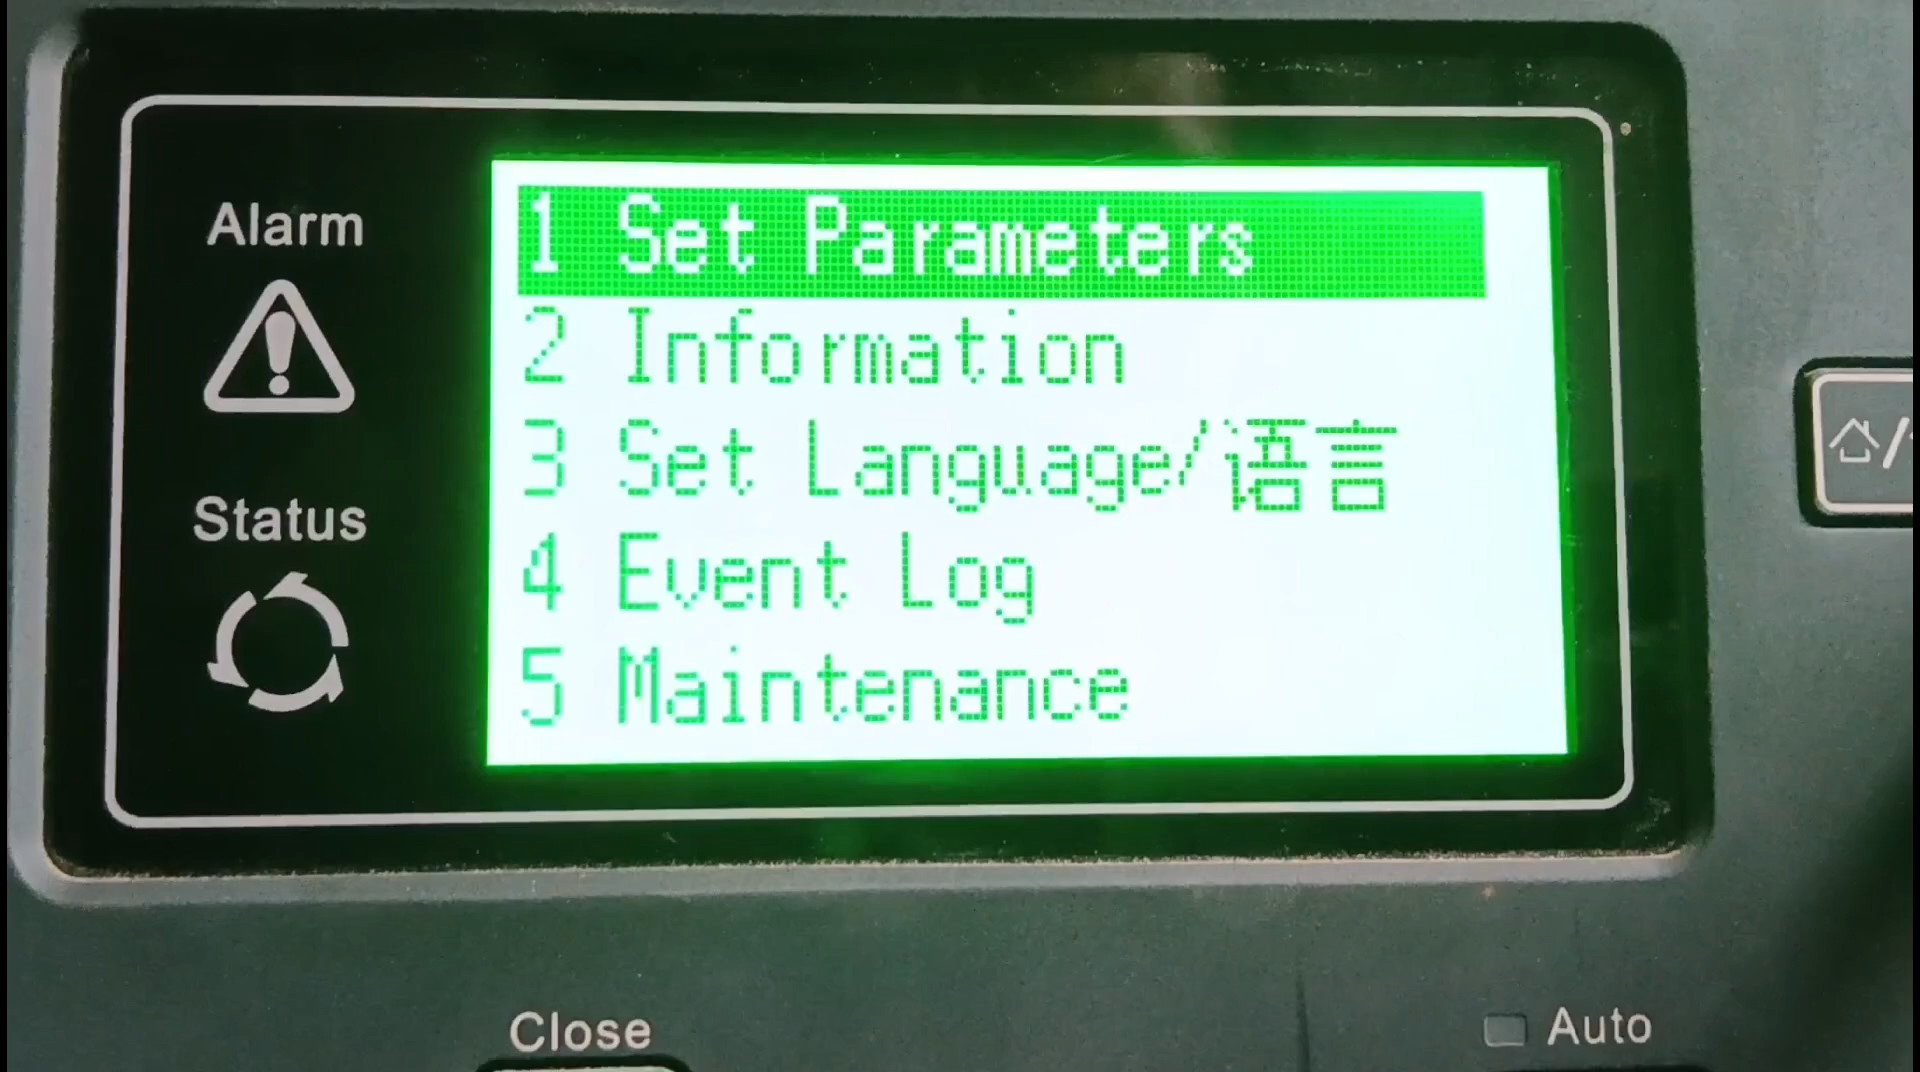 Alarm
Status
1 Set Parameters
2 Information
3 Set Language/语言
4 Event Log
5 Maintenance
Close
Auto